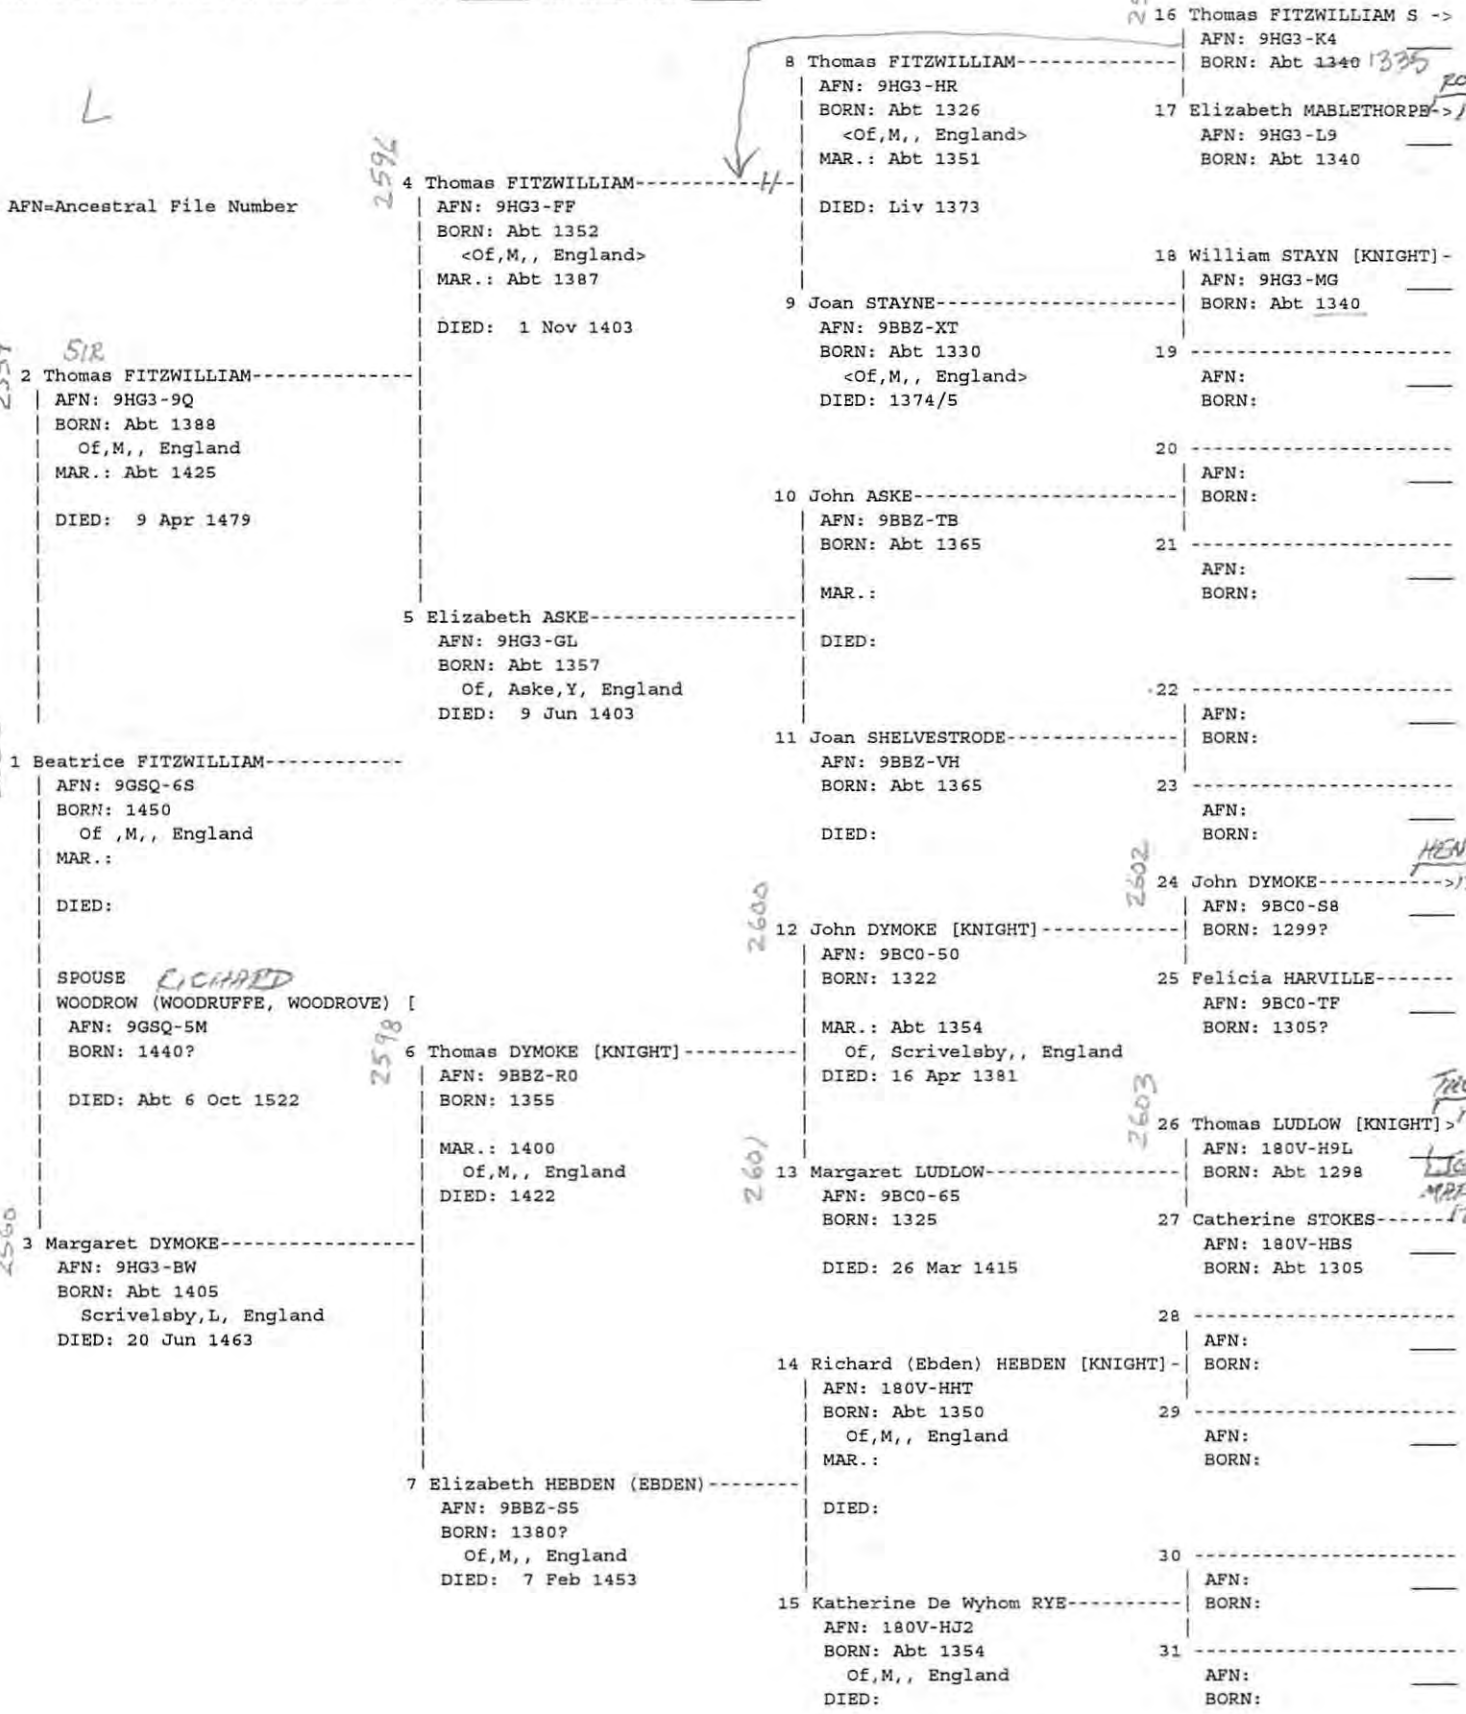 16 Thomas FITZWILLIAM S ->
AFN: 9HG3-K4
BORN: Abt 1340 1335
8 Thomas FITZWILLIAM
AFN: 9HG3-HR
BORN: Abt 1326
<Of,M,, England>
MAR.: Abt 1351
DIED: Liv 1373
17 Elizabeth MABLETHORPE->
AFN: 9HG3-L9
BORN: Abt 1340
L
AFN=Ancestral File Number
2596
4 Thomas FITZWILLIAM
AFN: 9HG3-FF
BORN: Abt 1352
<Of,M,, England>
MAR.: Abt 1387
DIED: 1 Nov 1403
18 William STAYN [KNIGHT]-
AFN: 9HG3-MG
BORN: Abt 1340
9 Joan STAYNE
AFN: 9BBZ-XT
BORN: Abt 1330
<Of,M,, England>
DIED: 1374/5
19
AFN:
BORN:
SIR
2 Thomas FITZWILLIAM
AFN: 9HG3-9Q
BORN: Abt 1388
Of,M,, England
MAR.: Abt 1425
DIED: 9 Apr 1479
20
AFN:
BORN:
10 John ASKE
AFN: 9BBZ-TB
BORN: Abt 1365
MAR.:
DIED:
21
AFN:
BORN:
5 Elizabeth ASKE
AFN: 9HG3-GL
BORN: Abt 1357
Of, Aske,Y, England
DIED: 9 Jun 1403
22
AFN:
BORN:
11 Joan SHELVESTRODE
AFN: 9BBZ-VH
BORN: Abt 1365
DIED:
23
AFN:
BORN:
1 Beatrice FITZWILLIAM
AFN: 9GSQ-6S
BORN: 1450
Of ,M,, England
MAR.:
DIED:
SPOUSE RICHARD
WOODROW (WOODRUFFE, WOODROVE) [
AFN: 9GSQ-5M
BORN: 1440?
DIED: Abt 6 Oct 1522
2602
HEN
24 John DYMOKE->
AFN: 9BC0-S8
BORN: 1299?
2600
12 John DYMOKE [KNIGHT]
AFN: 9BC0-50
BORN: 1322
MAR.: Abt 1354
Of, Scrivelsby,, England
DIED: 16 Apr 1381
25 Felicia HARVILLE
AFN: 9BC0-TF
BORN: 1305?
2598
6 Thomas DYMOKE [KNIGHT]
AFN: 9BBZ-R0
BORN: 1355
MAR.: 1400
Of,M,, England
DIED: 1422
2603
26 Thomas LUDLOW [KNIGHT]>
AFN: 180V-H9L
BORN: Abt 1298
2601
13 Margaret LUDLOW
AFN: 9BC0-65
BORN: 1325
DIED: 26 Mar 1415
27 Catherine STOKES
AFN: 180V-HBS
BORN: Abt 1305
2560
3 Margaret DYMOKE
AFN: 9HG3-BW
BORN: Abt 1405
Scrivelsby,L, England
DIED: 20 Jun 1463
28
AFN:
BORN:
14 Richard (Ebden) HEBDEN [KNIGHT]-
AFN: 180V-HHT
BORN: Abt 1350
Of,M,, England
MAR.:
DIED:
29
AFN:
BORN:
7 Elizabeth HEBDEN (EBDEN)
AFN: 9BBZ-S5
BORN: 1380?
Of,M,, England
DIED: 7 Feb 1453
30
AFN:
BORN:
15 Katherine De Wyhom RYE
AFN: 180V-HJ2
BORN: Abt 1354
Of,M,, England
DIED:
31
AFN:
BORN: